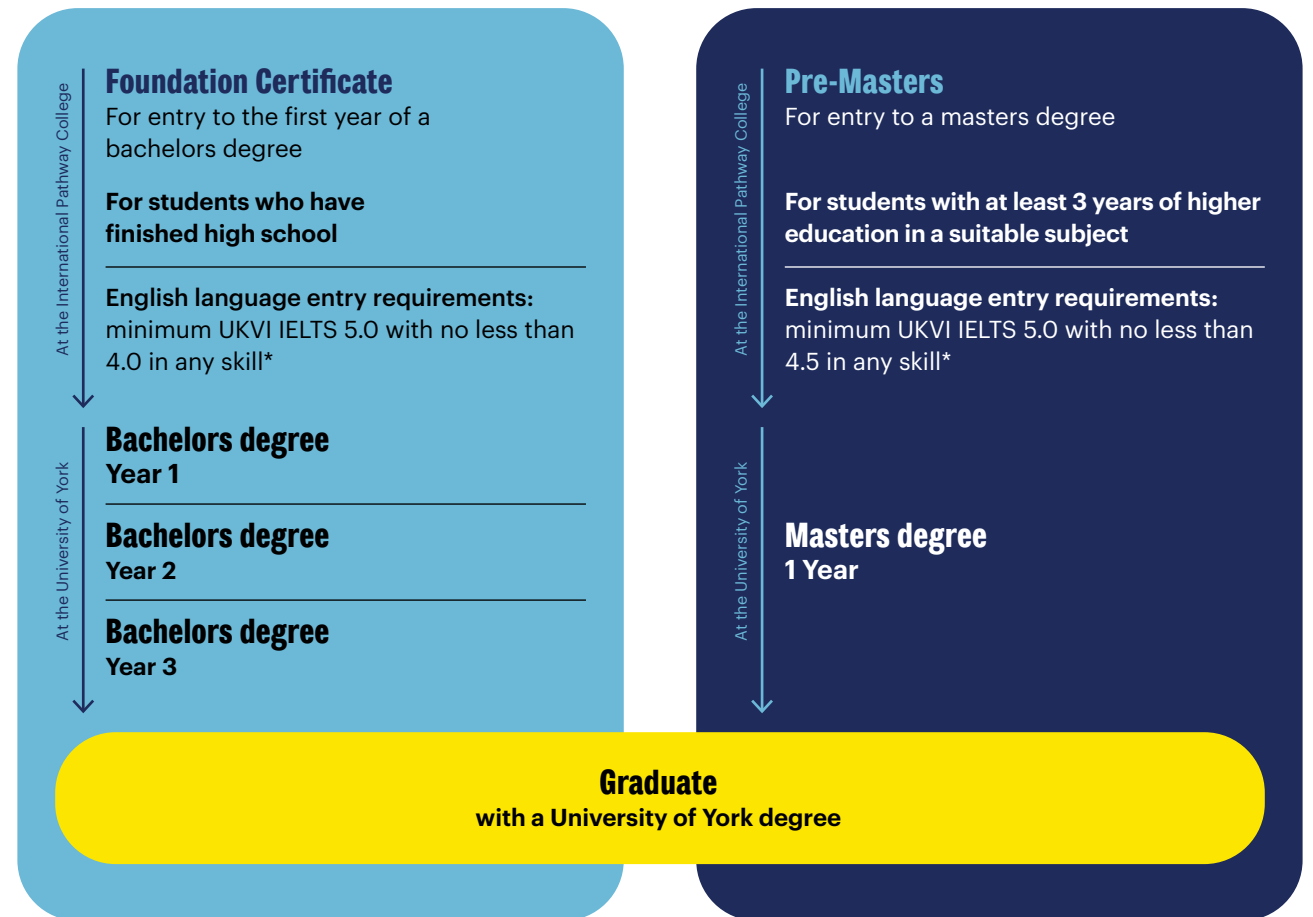 At the International Pathway College
Foundation Certificate
For entry to the first year of a
bachelors degree
For students who have
finished high school
English language entry requirements:
minimum UKVI IELTS 5.0 with no less than
4.0 in any skill*
At the University of York
Bachelors degree
Year 1
Bachelors degree
Year 2
Bachelors degree
Year 3
At the International Pathway College
Pre-Masters
For entry to a masters degree
For students with at least 3 years of higher
education in a suitable subject
English language entry requirements:
minimum UKVI IELTS 5.0 with no less than
4.5 in any skill*
At the University of York
Masters degree
1 Year
Graduate
with a University of York degree